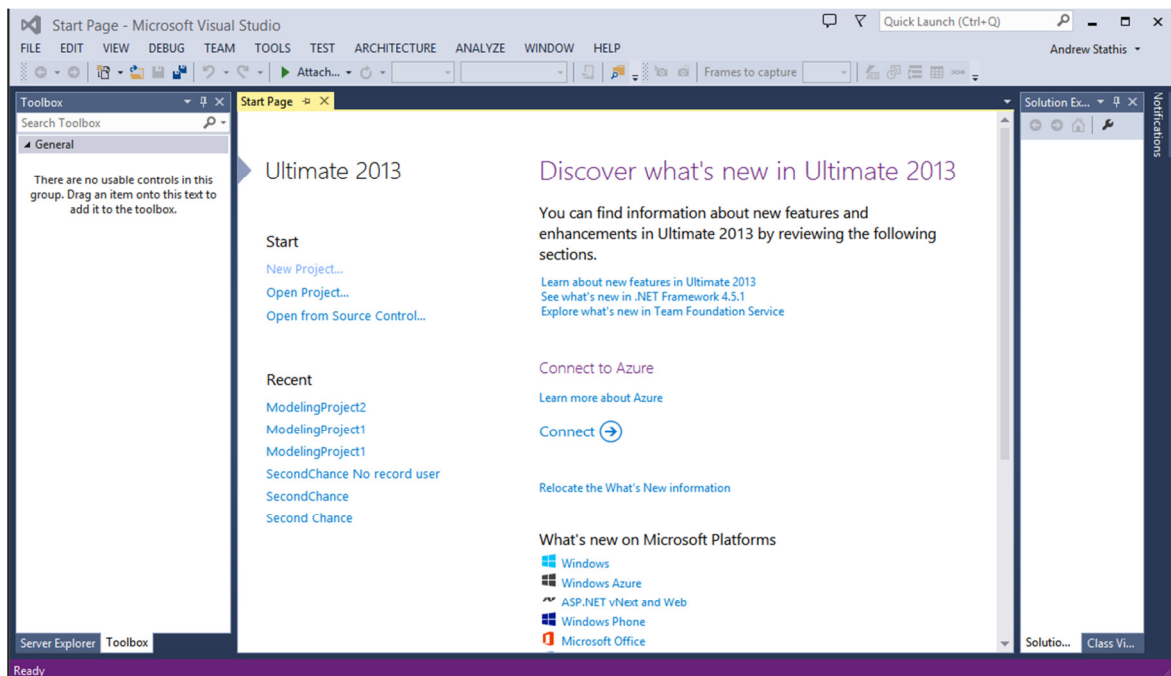 Start Page - Microsoft Visual Studio
Quick Launch (Ctrl+Q)
FILE EDIT VIEW DEBUG TEAM TOOLS TEST ARCHITECTURE ANALYZE WINDOW HELP
Andrew Stathis
Attach...
Frames to capture
Toolbox
Search Toolbox
General
There are no usable controls in this
group. Drag an item onto this text to
add it to the toolbox.
Server Explorer
Toolbox
Start Page
Ultimate 2013
Start
New Project...
Open Project...
Open from Source Control...
Recent
ModelingProject2
ModelingProject1
ModelingProject1
SecondChance No record user
SecondChance
Second Chance
Discover what's new in Ultimate 2013
You can find information about new features and
enhancements in Ultimate 2013 by reviewing the following
sections.
Learn about new features in Ultimate 2013
See what's new in .NET Framework 4.5.1
Explore what's new in Team Foundation Service
Connect to Azure
Learn more about Azure
Connect
Relocate the What's New information
What's new on Microsoft Platforms
Windows
Windows Azure
ASP.NET vNext and Web
Windows Phone
Microsoft Office
Solution Ex...
Solutio...
Class Vi...
Notifications
Ready